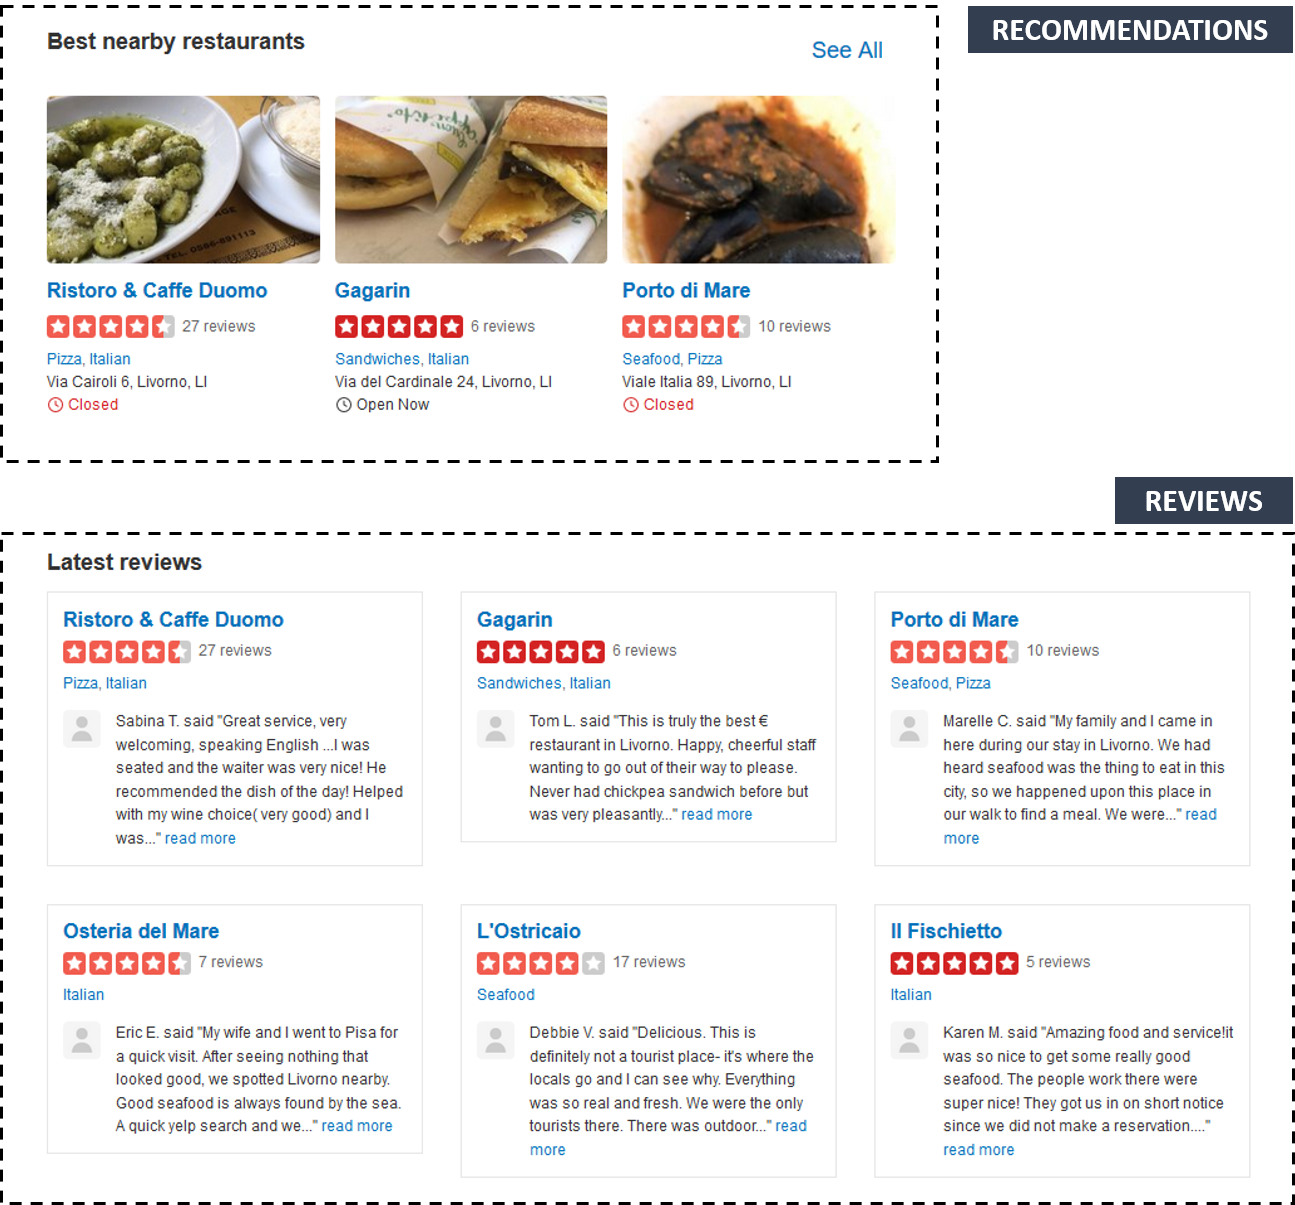 RECOMMENDATIONS
Best nearby restaurants
See All
TEL. 0586-891113
Ristoro & Caffe Duomo
27 reviews
Pizza, Italian
Via Cairoli 6, Livorno, LI
Closed
Gagarin
6 reviews
Sandwiches, Italian
Via del Cardinale 24, Livorno, LI
Open Now
Porto di Mare
10 reviews
Seafood, Pizza
Viale Italia 89, Livorno, LI
Closed
REVIEWS
Latest reviews
Ristoro & Caffe Duomo
27 reviews
Pizza, Italian
Sabina T. said "Great service, very
welcoming, speaking English ...I was
seated and the waiter was very nice! He
recommended the dish of the day! Helped
with my wine choice( very good) and I
was..." read more
Gagarin
6 reviews
Sandwiches, Italian
Tom L. said "This is truly the best €
restaurant in Livorno. Happy, cheerful staff
wanting to go out of their way to please.
Never had chickpea sandwich before but
was very pleasantly..." read more
Porto di Mare
10 reviews
Seafood, Pizza
Marelle C. said "My family and I came in
here during our stay in Livorno. We had
heard seafood was the thing to eat in this
city, so we happened upon this place in
our walk to find a meal. We were..." read
more
Osteria del Mare
7 reviews
Italian
Eric E. said "My wife and I went to Pisa for
a quick visit. After seeing nothing that
looked good, we spotted Livorno nearby.
Good seafood is always found by the sea.
A quick yelp search and we..." read more
L'Ostricaio
17 reviews
Seafood
Debbie V. said "Delicious. This is
definitely not a tourist place- it's where the
locals go and I can see why. Everything
was so real and fresh. We were the only
tourists there. There was outdoor..." read
more
Il Fischietto
5 reviews
Italian
Karen M. said "Amazing food and service!it
was so nice to get some really good
seafood. The people work there were
super nice! They got us in on short notice
since we did not make a reservation...."
read more